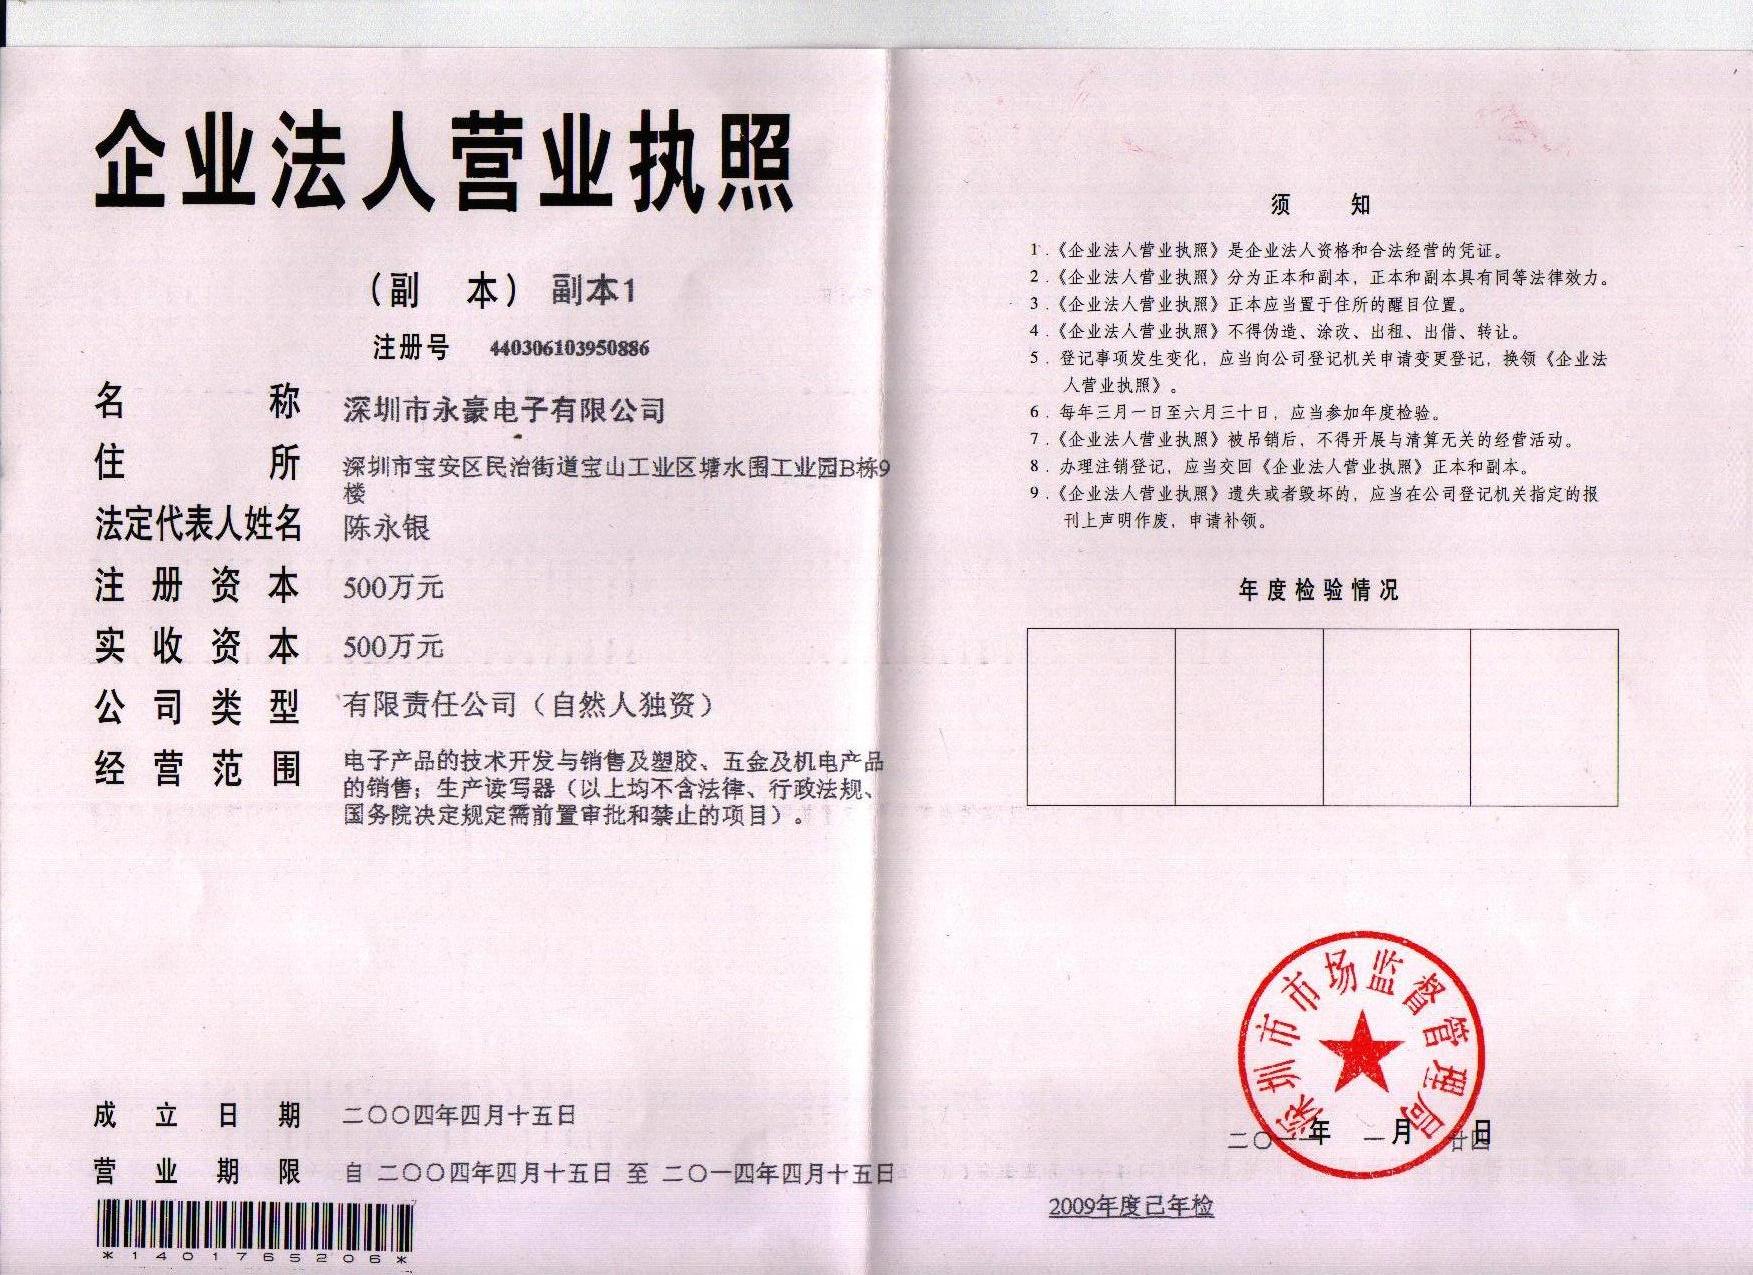 企业法人营业执照
（副 本） 副本1
注册号 440306103950886
名 称 深圳市永豪电子有限公司
住 所 深圳市宝安区民治街道宝山工业区塘水围工业园B栋9
楼
法定代表人姓名 陈永银
注册资本 500万元
实收资本 500万元
公司类型 有限责任公司（自然人独资）
经营范围 电子产品的技术开发与销售及塑胶、五金及机电产品
的销售；生产读写器（以上均不含法律、行政法规、
国务院决定规定需前置审批和禁止的项目）。
成立日期 二〇〇四年四月十五日
营业期限 自 二〇〇四年四月十五日 至 二〇一四年四月十五日
*1401765206*
须 知
1．《企业法人营业执照》是企业法人资格和合法经营的凭证。
2．《企业法人营业执照》分为正本和副本，正本和副本具有同等法律效力。
3．《企业法人营业执照》正本应当置于住所的醒目位置。
4．《企业法人营业执照》不得伪造、涂改、出租、出借、转让。
5．登记事项发生变化，应当向公司登记机关申请变更登记，换领《企业法
人营业执照》。
6．每年三月一日至六月三十日，应当参加年度检验。
7．《企业法人营业执照》被吊销后，不得开展与清算无关的经营活动。
8．办理注销登记，应当交回《企业法人营业执照》正本和副本。
9．《企业法人营业执照》遗失或者毁坏的，应当在公司登记机关指定的报
刊上声明作废，申请补领。
年度检验情况
深圳市市场监督管理局
二〇一一年 一月 廿四日
2009年度已年检